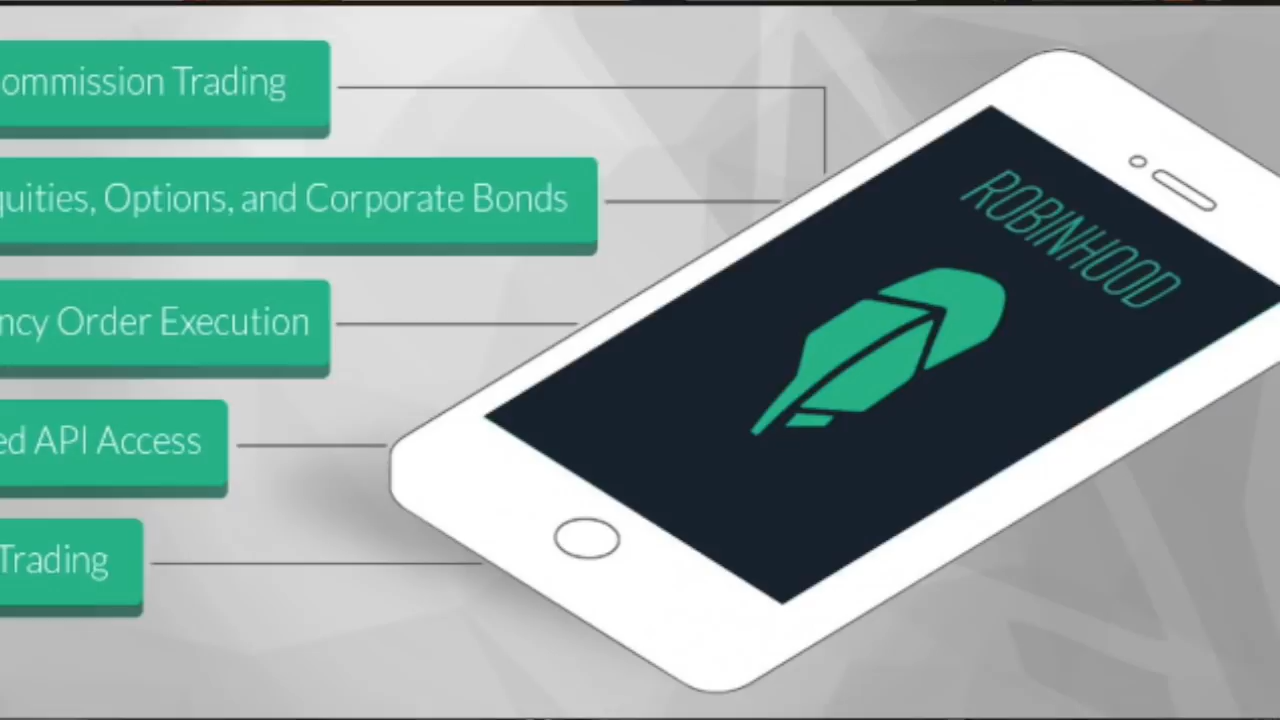 ommission Trading
quities, Options, and Corporate Bonds
ncy Order Execution
ed API Access
Trading
ROBINHOOD